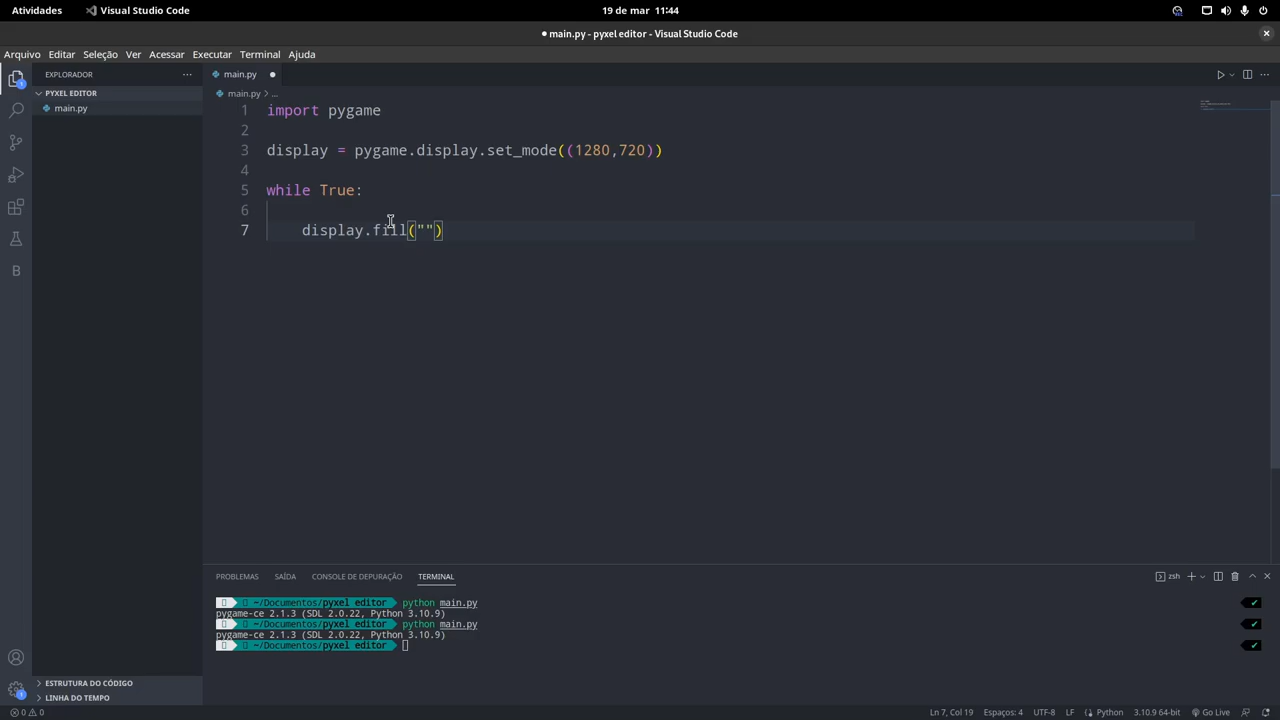 Atividades
Visual Studio Code
19 de mar 11:44
● main.py - pyxel editor - Visual Studio Code
Arquivo Editar Seleção Ver Acessar Executar Terminal Ajuda
EXPLORADOR
PYXEL EDITOR
main.py
ESTRUTURA DO CÓDIGO
LINHA DO TEMPO
main.py
main.py > ...
1 import pygame
2
3 display = pygame.display.set_mode((1280,720))
4
5 while True:
6
7 display.fill("")
PROBLEMAS SAÍDA CONSOLE DE DEPURAÇÃO TERMINAL
zsh
~/Documentos/pyxel editor python main.py
pygame-ce 2.1.3 (SDL 2.0.22, Python 3.10.9)
~/Documentos/pyxel editor python main.py
pygame-ce 2.1.3 (SDL 2.0.22, Python 3.10.9)
~/Documentos/pyxel editor
0 0 Ln 7, Col 19 Espaços: 4 UTF-8 LF Python 3.10.9 64-bit Go Live